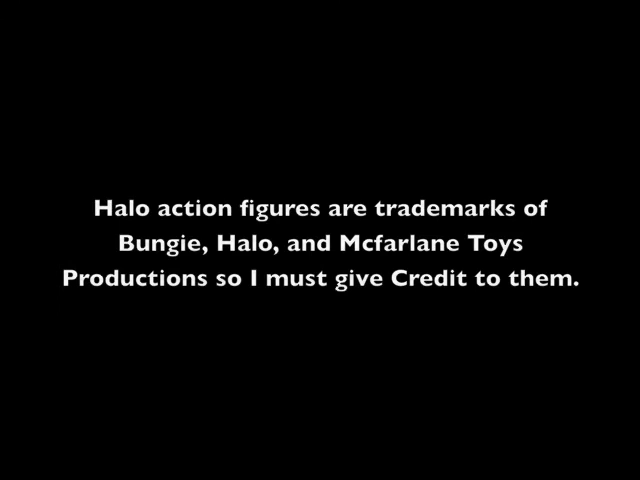 Halo action figures are trademarks of
Bungie, Halo, and Mcfarlane Toys
Productions so I must give Credit to them.